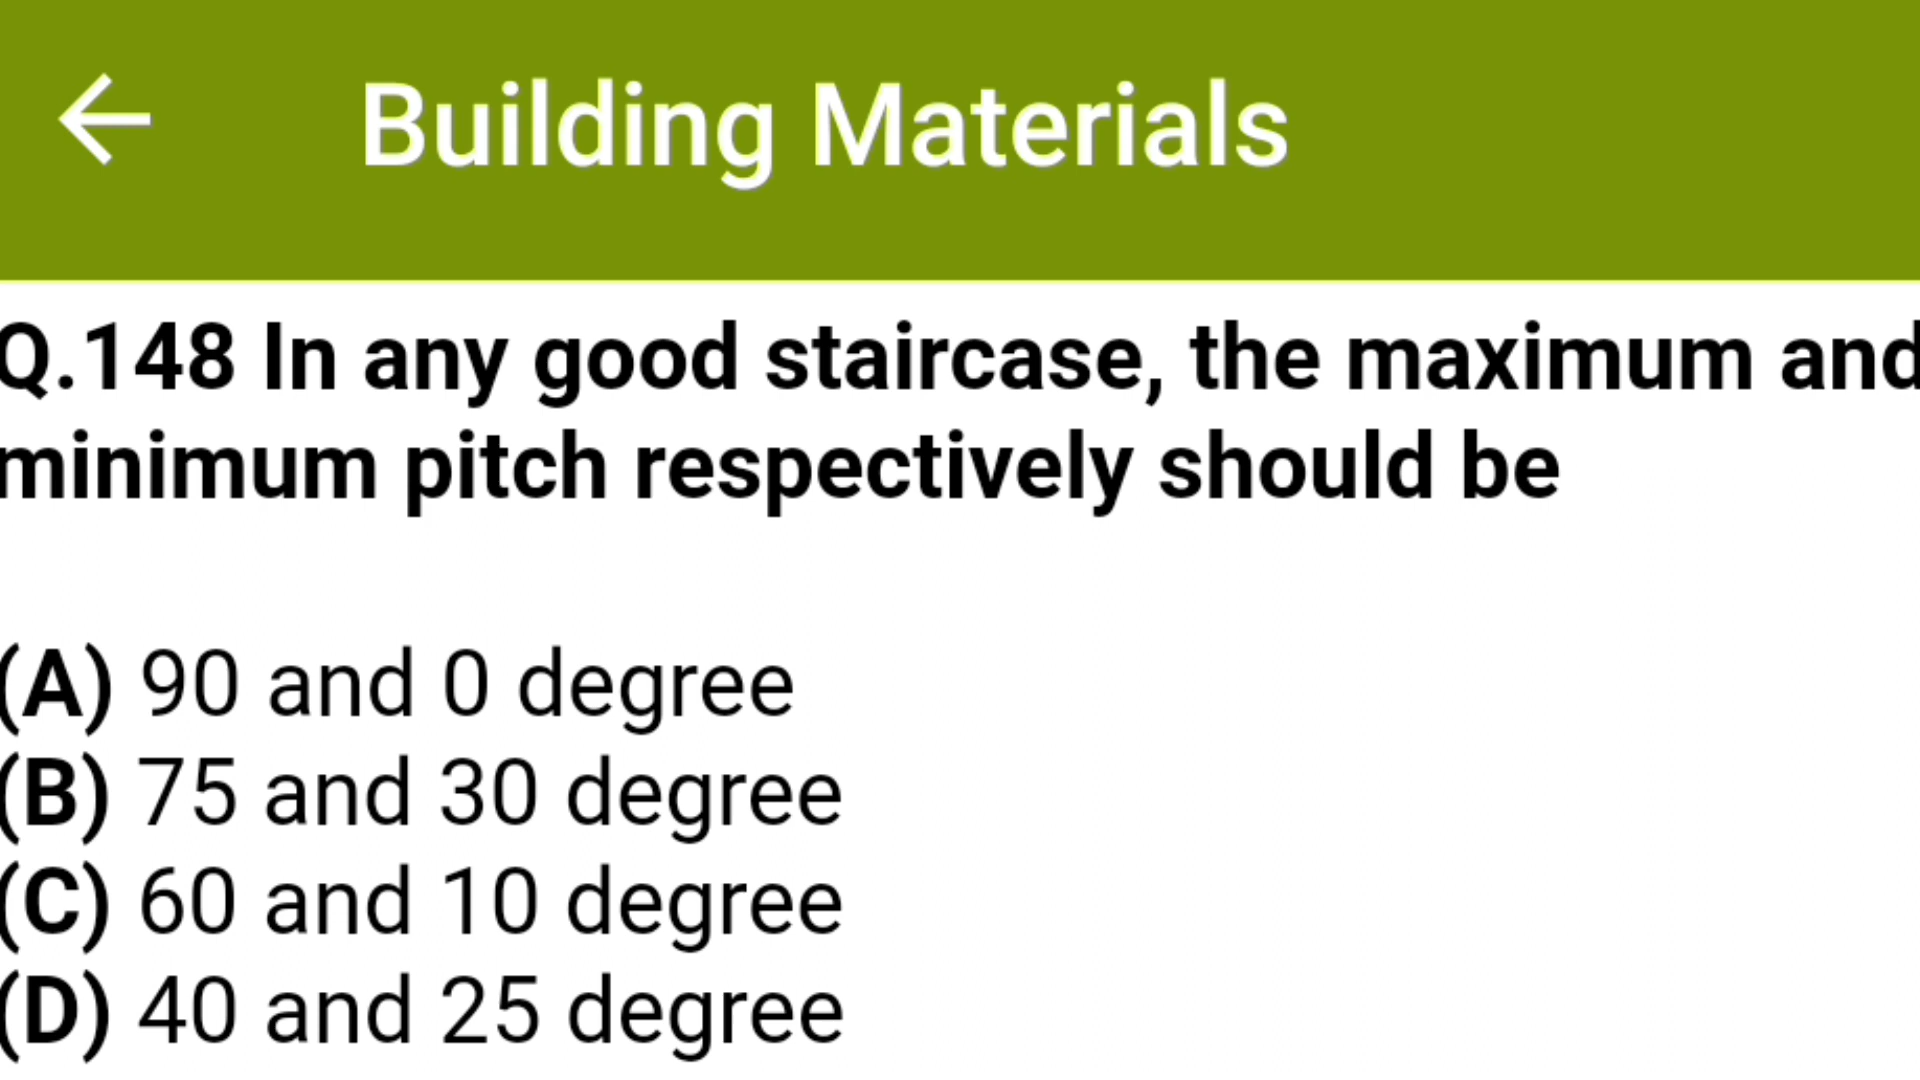 Building Materials
Q.148 In any good staircase, the maximum and
minimum pitch respectively should be
(A) 90 and 0 degree
(B) 75 and 30 degree
(C) 60 and 10 degree
(D) 40 and 25 degree